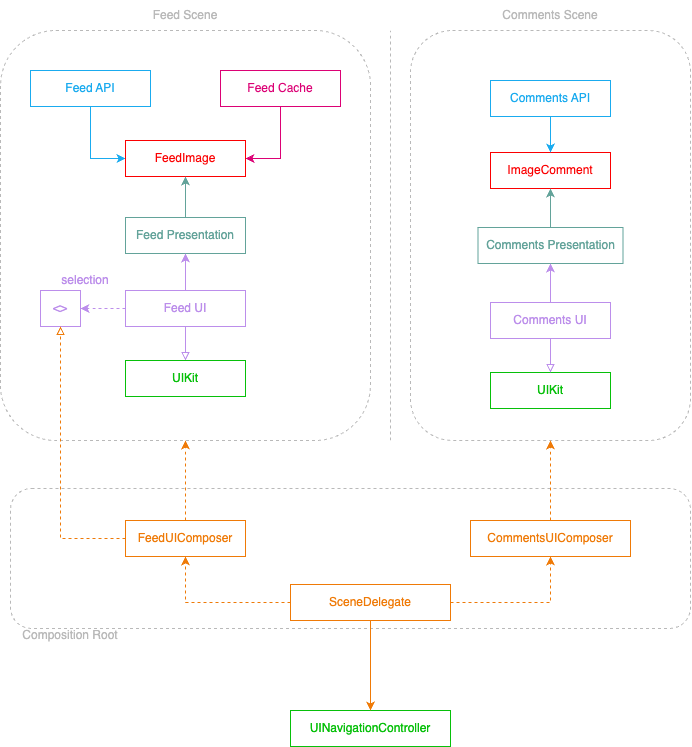 Feed Scene
Comments Scene
Feed API
Feed Cache
Comments API
FeedImage
ImageComment
Feed Presentation
Comments Presentation
selection
<>
Feed UI
Comments UI
UIKit
UIKit
FeedUIComposer
CommentsUIComposer
SceneDelegate
Composition Root
UINavigationController